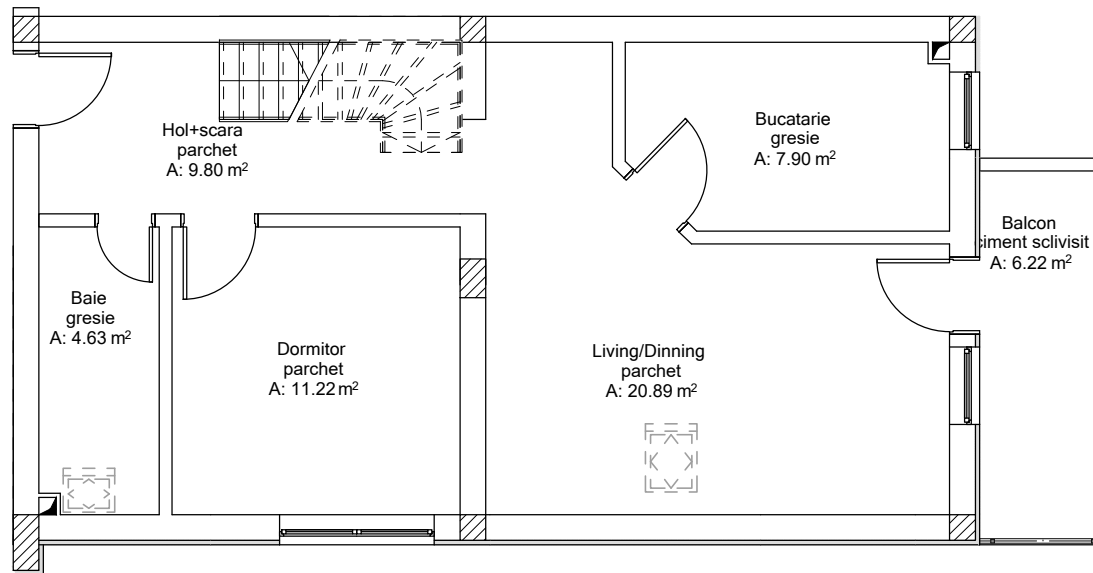 Hol+scara
parchet
A: 9.80 m²
Bucatarie
gresie
A: 7.90 m²
Balcon
ciment sclivisit
A: 6.22 m²
Baie
gresie
A: 4.63 m²
Dormitor
parchet
A: 11.22 m²
Living/Dinning
parchet
A: 20.89 m²